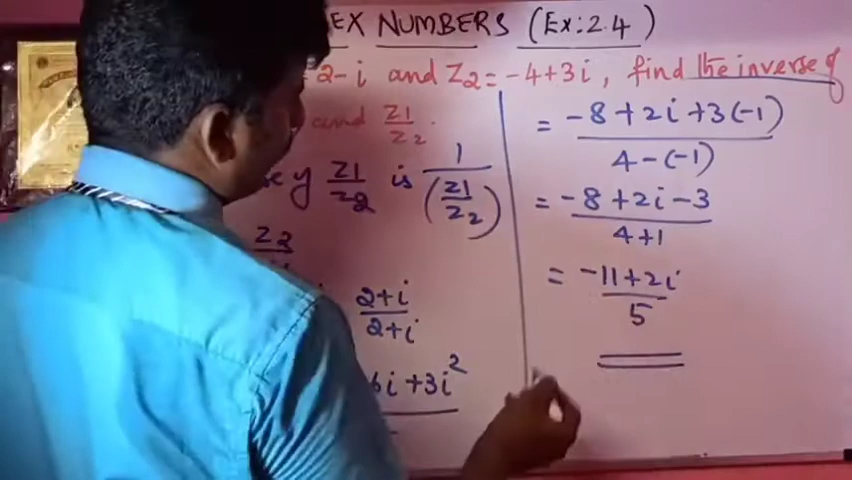 EX NUMBERS (Ex: 2.4)
= 2-i and Z2 = -4+3i, find the inverse of
and Z1/Z2.
Z1/Z2 is 1/(Z1/Z2)
2+i/2+i
6i + 3i²
= -8+2i+3(-1)/4-(-1)
= -8+2i-3/4+1
= -11+2i/5